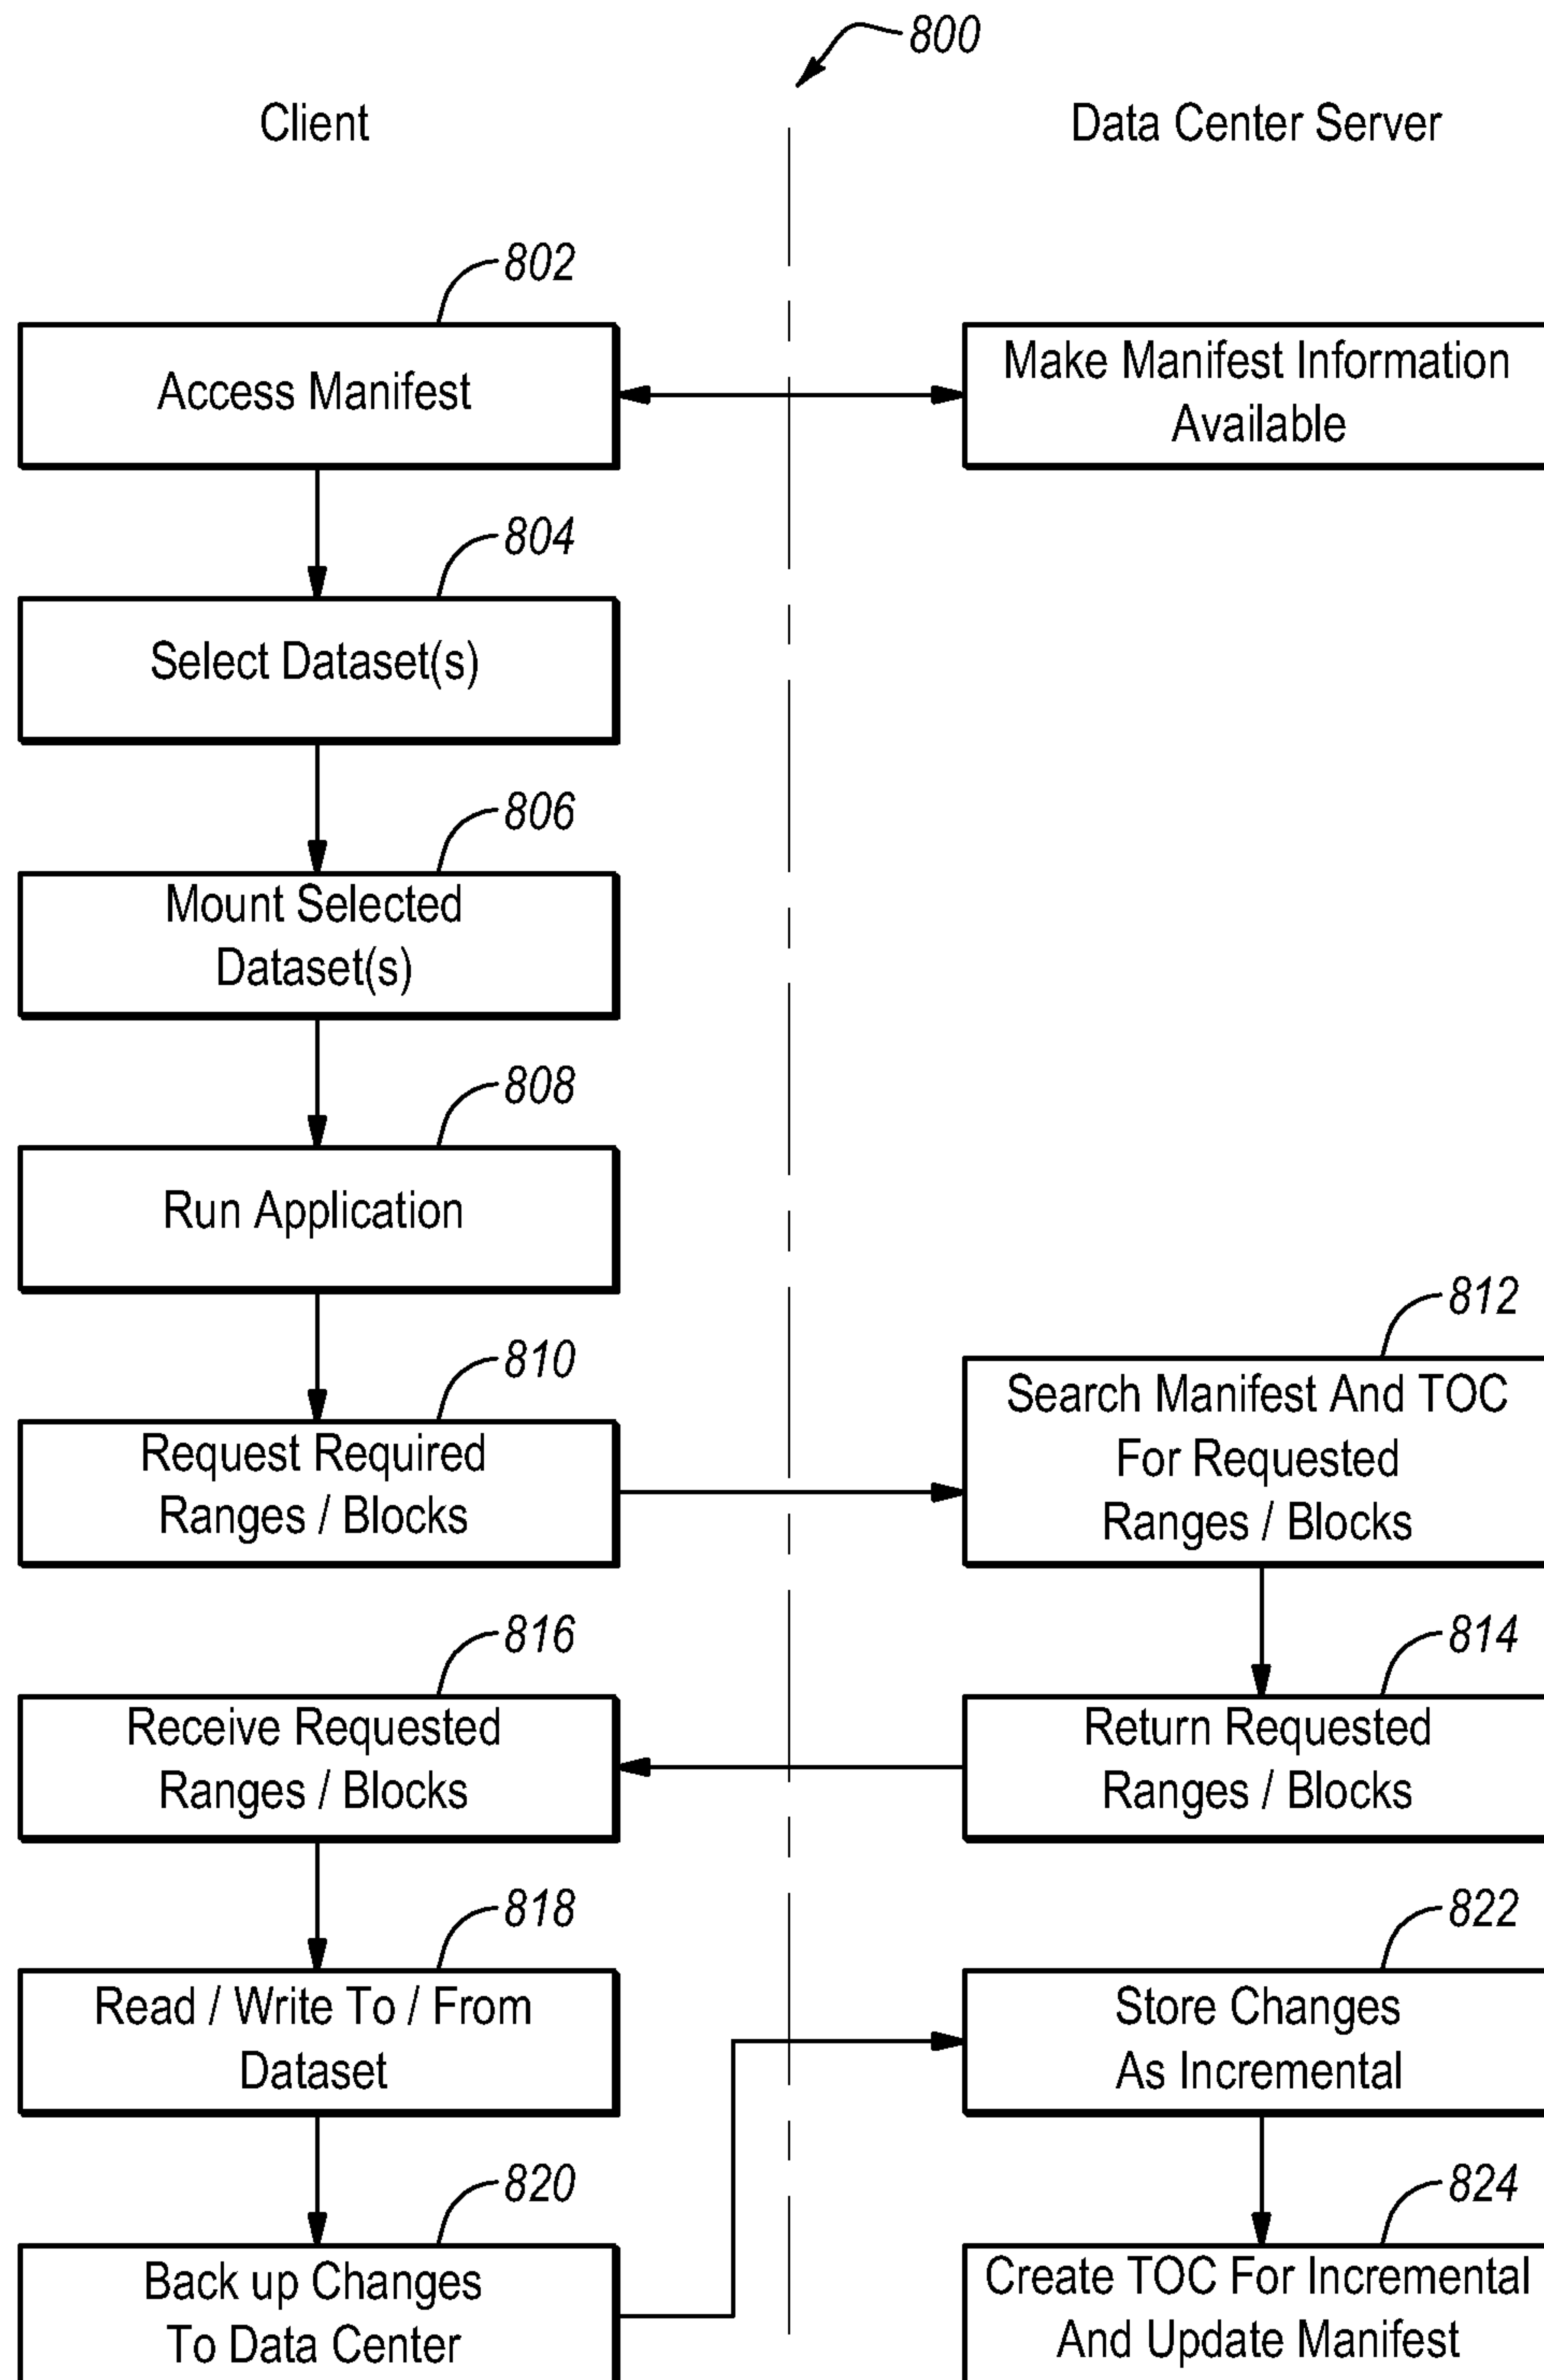 800
Client
Data Center Server
802
Access Manifest
Make Manifest Information
Available
804
Select Dataset(s)
806
Mount Selected
Dataset(s)
808
Run Application
810
Request Required
Ranges / Blocks
812
Search Manifest And TOC
For Requested
Ranges / Blocks
814
Return Requested
Ranges / Blocks
816
Receive Requested
Ranges / Blocks
818
Read / Write To / From
Dataset
820
Back up Changes
To Data Center
822
Store Changes
As Incremental
824
Create TOC For Incremental
And Update Manifest